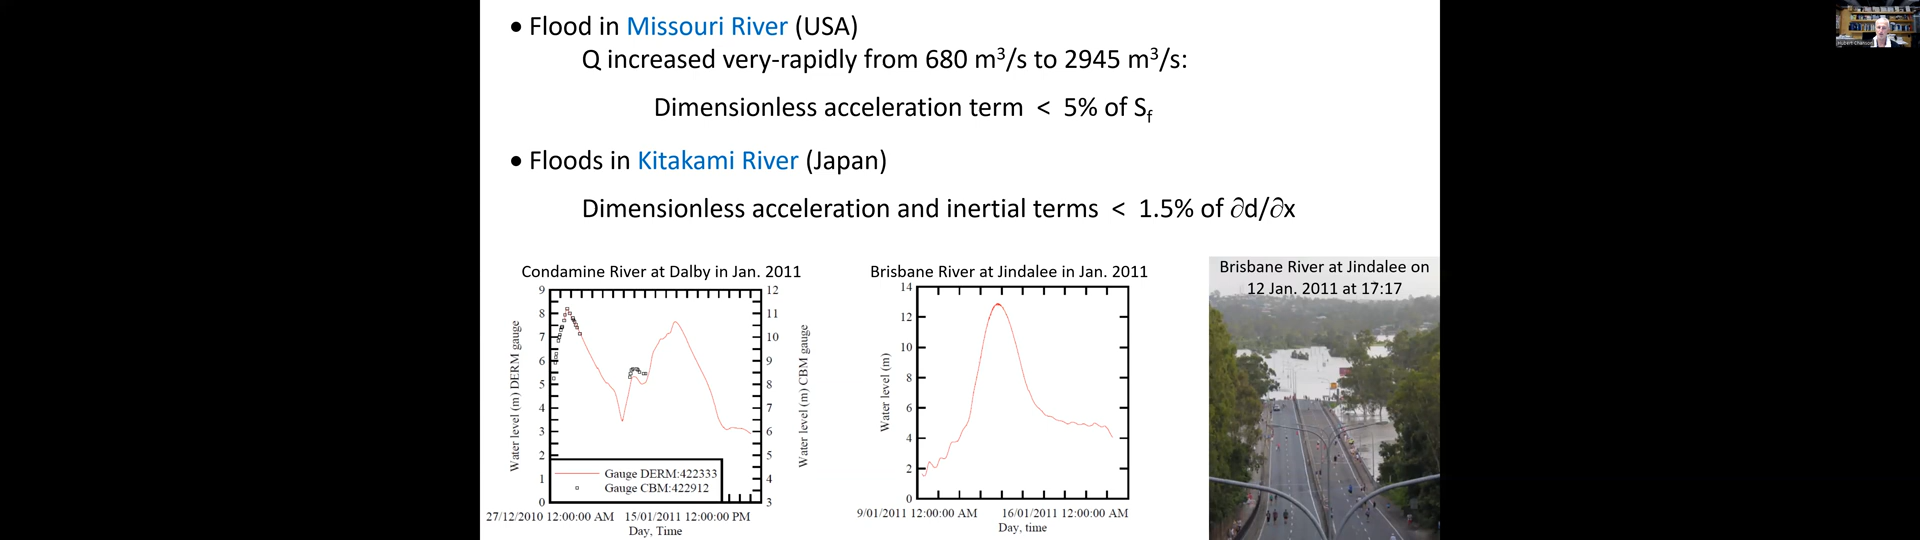 • Flood in Missouri River (USA)
Q increased very-rapidly from 680 m³/s to 2945 m³/s:
Dimensionless acceleration term < 5% of Sf
• Floods in Kitakami River (Japan)
Dimensionless acceleration and inertial terms < 1.5% of ∂d/∂x
Condamine River at Dalby in Jan. 2011
9
8
7
6
5
4
3
2
1
0
Water level (m) DERM gauge
12
11
10
9
8
7
6
5
4
3
Water level (m) CBM gauge
Gauge DERM:422333
Gauge CBM:422912
27/12/2010 12:00:00 AM 15/01/2011 12:00:00 PM
Day, Time
Brisbane River at Jindalee in Jan. 2011
14
12
10
8
6
4
2
0
Water level (m)
9/01/2011 12:00:00 AM 16/01/2011 12:00:00 AM
Day, time
Brisbane River at Jindalee on
12 Jan. 2011 at 17:17
Hubert Chanson